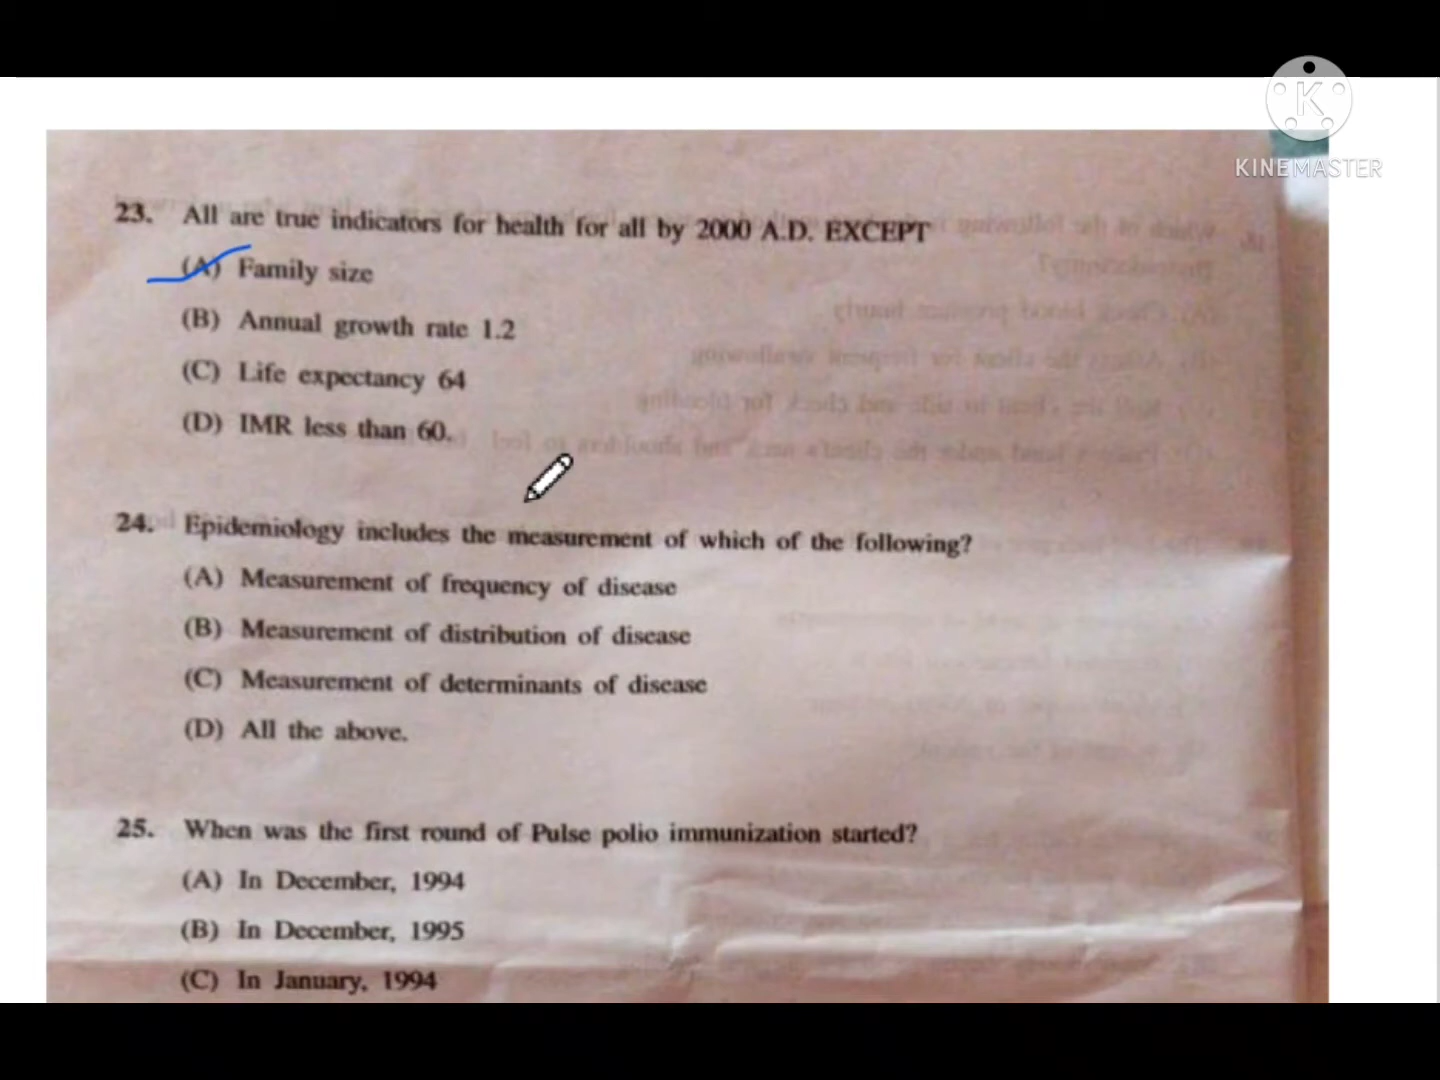 K
KINEMASTER
23. All are true indicators for health for all by 2000 A.D. EXCEPT
(A) Family size
(B) Annual growth rate 1.2
(C) Life expectancy 64
(D) IMR less than 60.
24. Epidemiology includes the measurement of which of the following?
(A) Measurement of frequency of disease
(B) Measurement of distribution of disease
(C) Measurement of determinants of disease
(D) All the above.
25. When was the first round of Pulse polio immunization started?
(A) In December, 1994
(B) In December, 1995
(C) In January, 1994